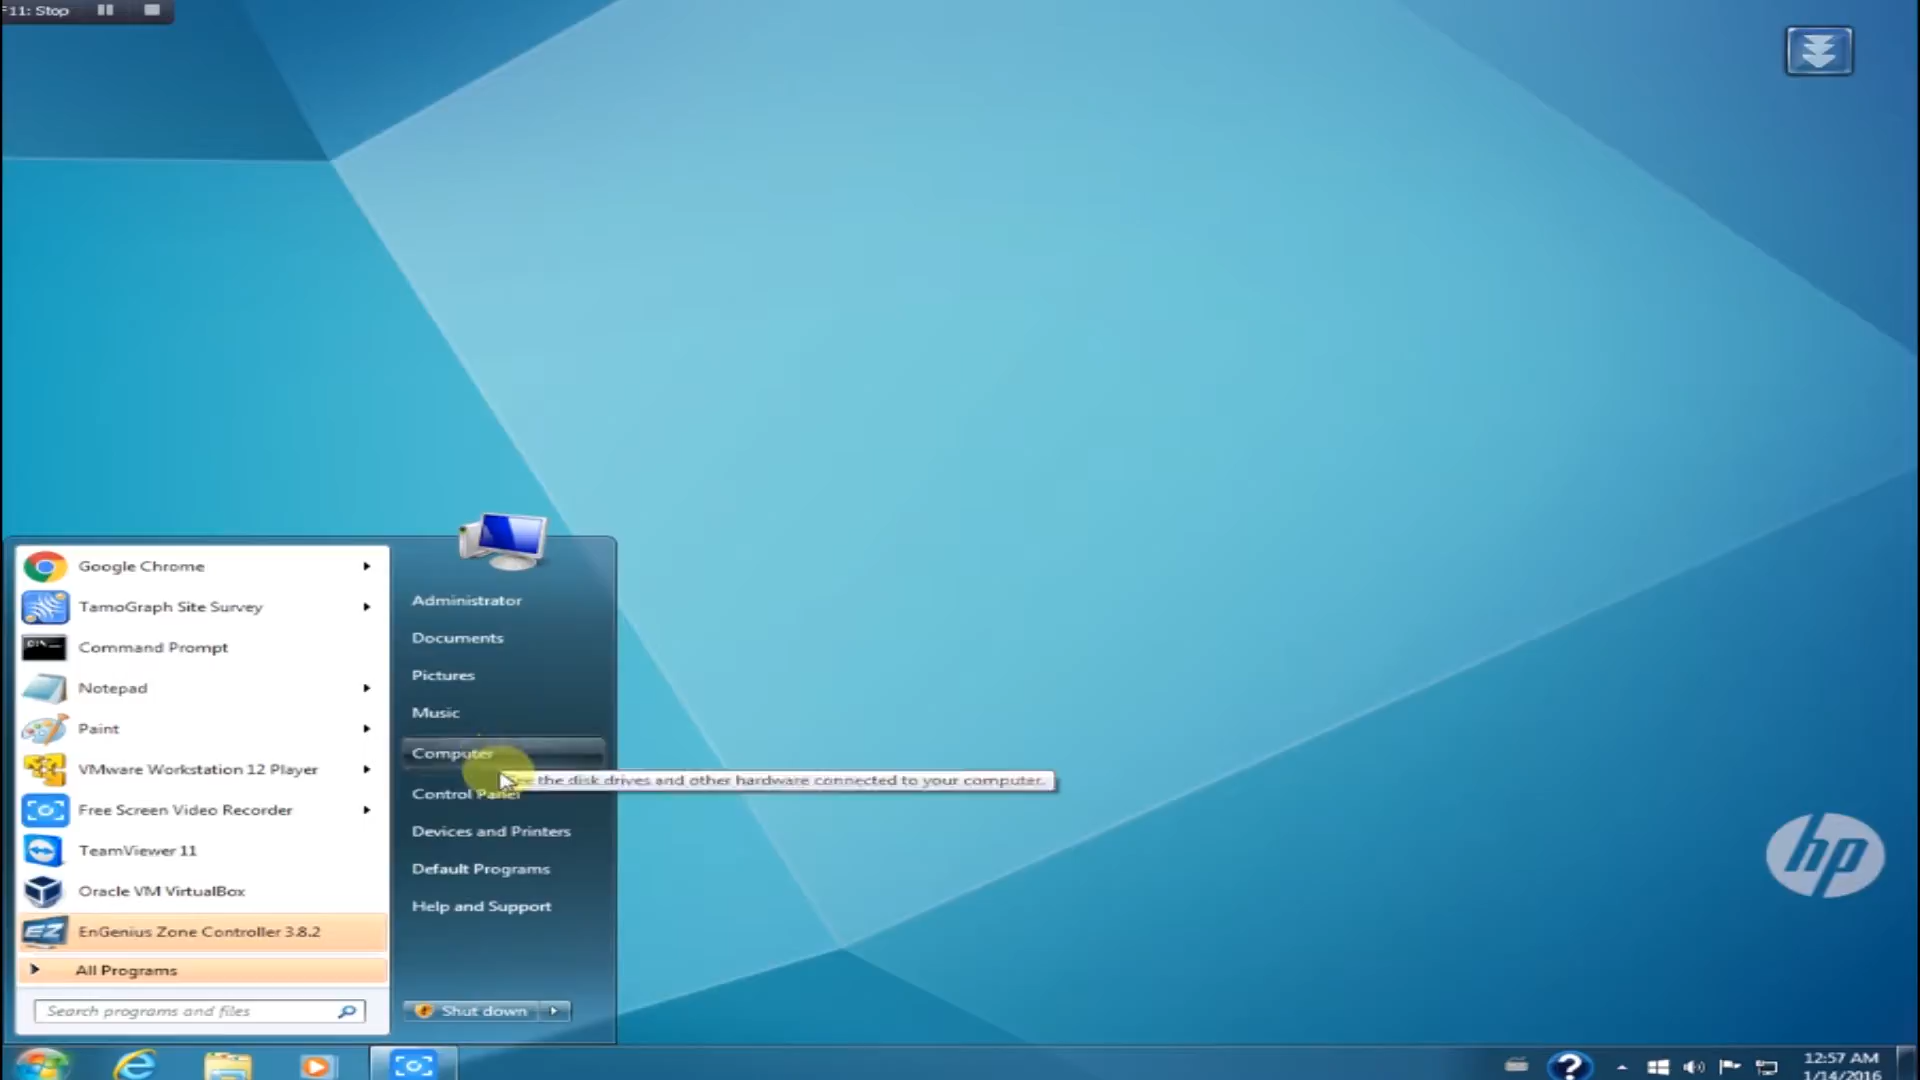 F11: Stop
Google Chrome
TamoGraph Site Survey
Command Prompt
Notepad
Paint
VMware Workstation 12 Player
Free Screen Video Recorder
TeamViewer 11
Oracle VM VirtualBox
EZ
EnGenius Zone Controller 3.8.2
All Programs
Search programs and files
Administrator
Documents
Pictures
Music
Computer
See the disk drives and other hardware connected to your computer.
Control Panel
Devices and Printers
Default Programs
Help and Support
Shut down
hp
12:57 AM
1/14/2016